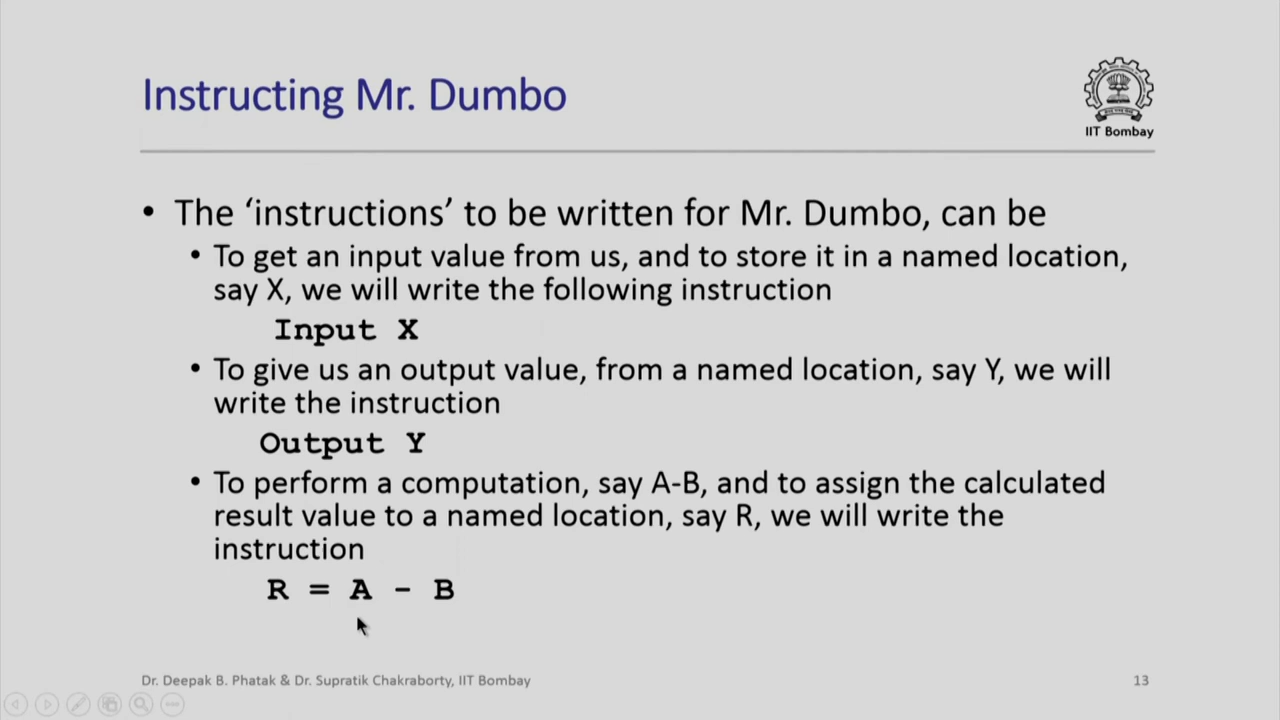 Instructing Mr. Dumbo
IIT Bombay
• The ‘instructions’ to be written for Mr. Dumbo, can be
• To get an input value from us, and to store it in a named location,
say X, we will write the following instruction
Input X
• To give us an output value, from a named location, say Y, we will
write the instruction
Output Y
• To perform a computation, say A-B, and to assign the calculated
result value to a named location, say R, we will write the
instruction
R = A - B
Dr. Deepak B. Phatak & Dr. Supratik Chakraborty, IIT Bombay
13